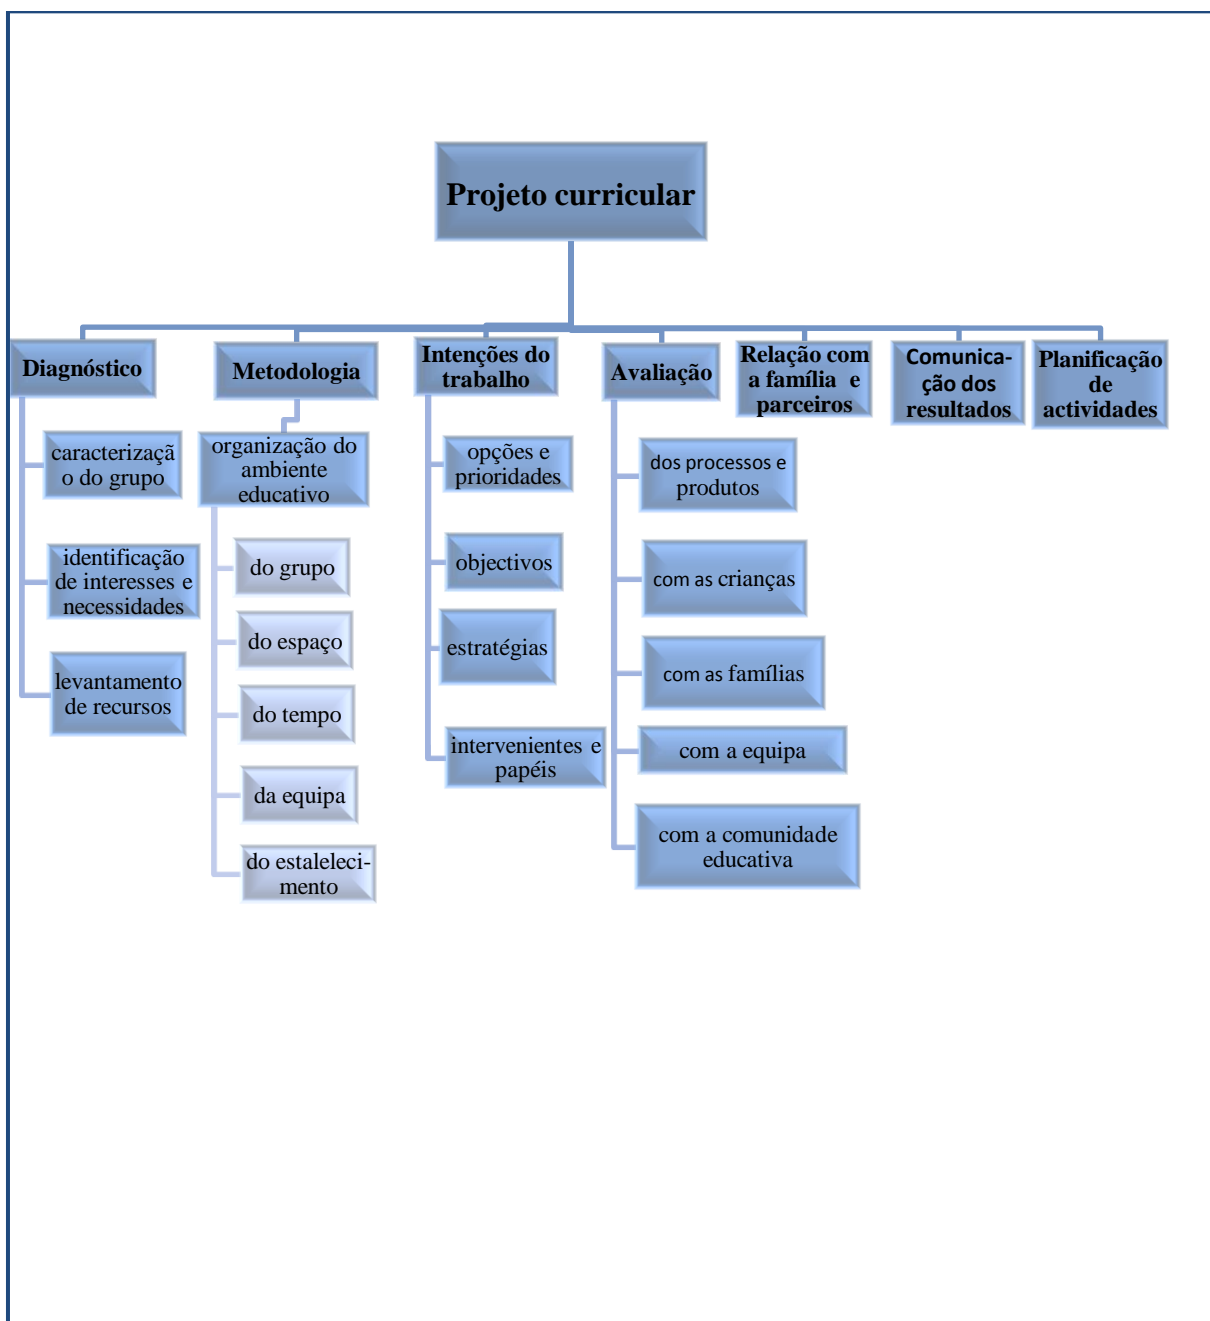 Projeto curricular
Diagnóstico
caracterizaçã
o do grupo
identificação
de interesses e
necessidades
levantamento
de recursos
Metodologia
organização do
ambiente
educativo
do grupo
do espaço
do tempo
da equipa
do estaleleci-
mento
Intenções do
trabalho
opções e
prioridades
objectivos
estratégias
intervenientes e
papéis
Avaliação
dos processos e
produtos
com as crianças
com as famílias
com a equipa
com a comunidade
educativa
Relação com
a família e
parceiros
Comunica-
ção dos
resultados
Planificação
de
actividades